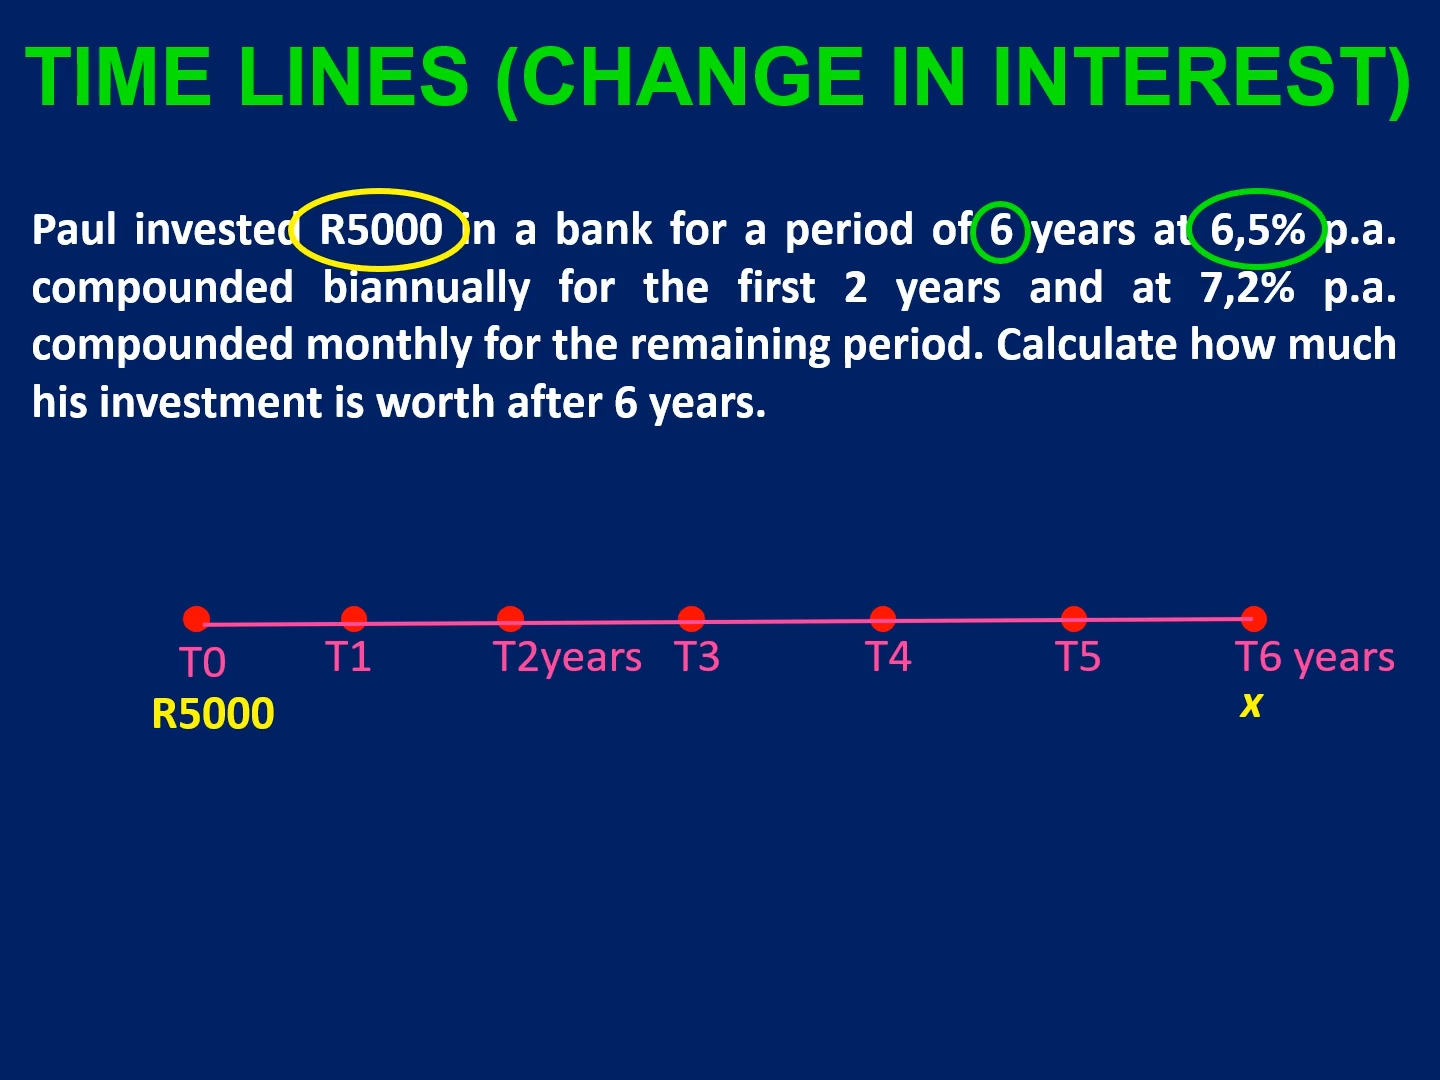 TIME LINES (CHANGE IN INTEREST)
Paul invested R5000 in a bank for a period of 6 years at 6,5% p.a.
compounded biannually for the first 2 years and at 7,2% p.a.
compounded monthly for the remaining period. Calculate how much
his investment is worth after 6 years.
T0 T1 T2years T3 T4 T5 T6 years
R5000 x